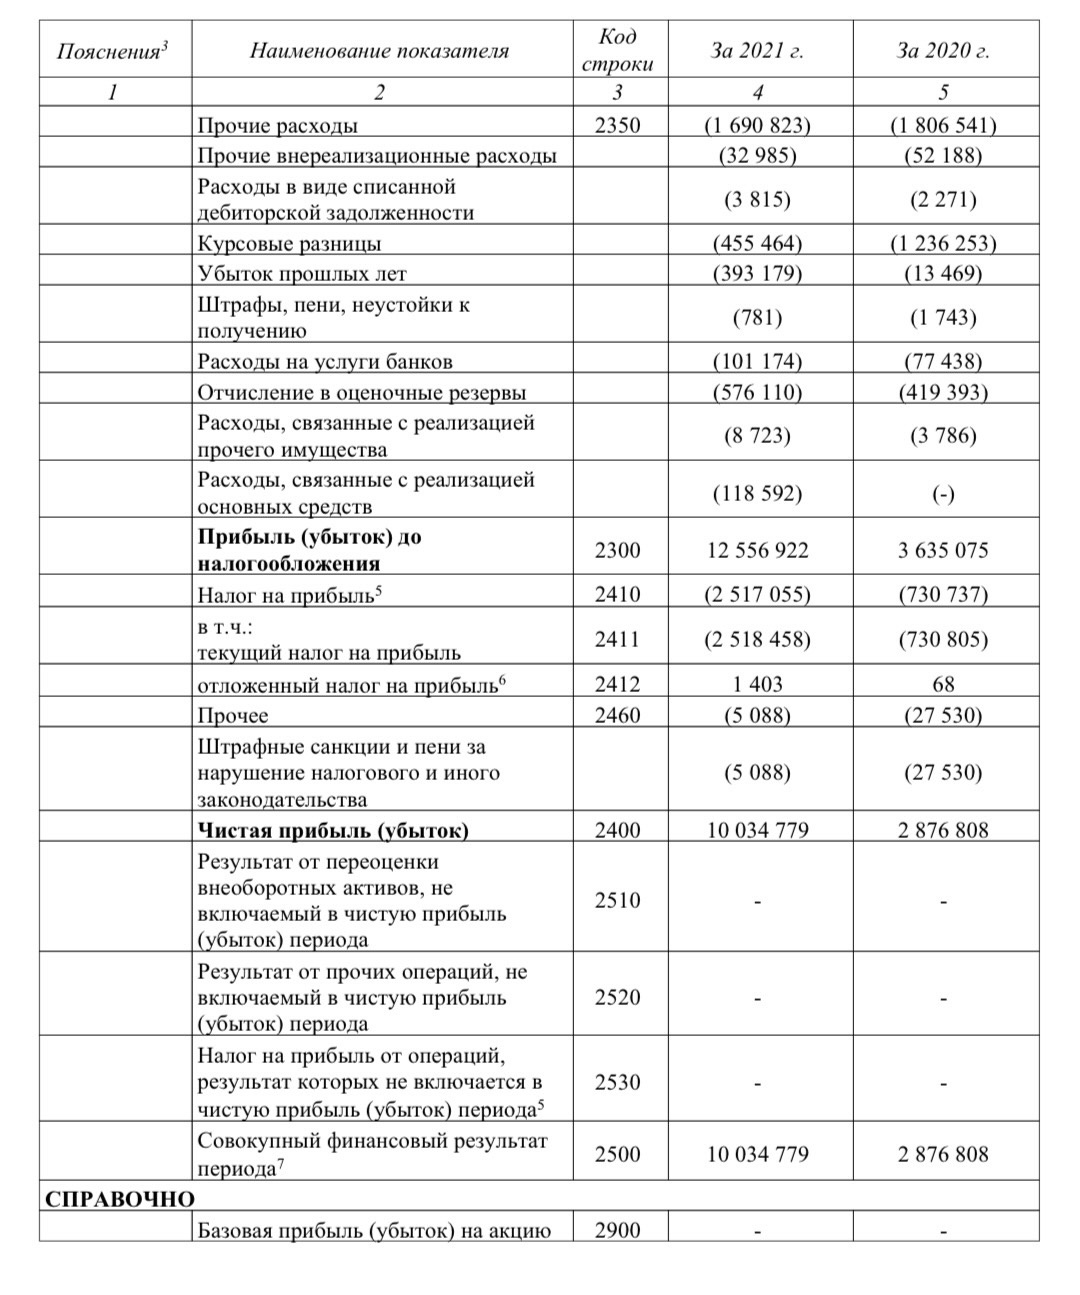 Пояснения³ Наименование показателя Код строки За 2021 г. За 2020 г.
1 2 3 4 5
Прочие расходы 2350 (1 690 823) (1 806 541)
Прочие внереализационные расходы (32 985) (52 188)
Расходы в виде списанной
дебиторской задолженности (3 815) (2 271)
Курсовые разницы (455 464) (1 236 253)
Убыток прошлых лет (393 179) (13 469)
Штрафы, пени, неустойки к
получению (781) (1 743)
Расходы на услуги банков (101 174) (77 438)
Отчисление в оценочные резервы (576 110) (419 393)
Расходы, связанные с реализацией
прочего имущества (8 723) (3 786)
Расходы, связанные с реализацией
основных средств (118 592) (-)
Прибыль (убыток) до
налогообложения 2300 12 556 922 3 635 075
Налог на прибыль⁵ 2410 (2 517 055) (730 737)
в т.ч.:
текущий налог на прибыль 2411 (2 518 458) (730 805)
отложенный налог на прибыль⁶ 2412 1 403 68
Прочее 2460 (5 088) (27 530)
Штрафные санкции и пени за
нарушение налогового и иного
законодательства (5 088) (27 530)
Чистая прибыль (убыток) 2400 10 034 779 2 876 808
Результат от переоценки
внеоборотных активов, не
включаемый в чистую прибыль
(убыток) периода 2510 - -
Результат от прочих операций, не
включаемый в чистую прибыль
(убыток) периода 2520 - -
Налог на прибыль от операций,
результат которых не включается в
чистую прибыль (убыток) периода⁵ 2530 - -
Совокупный финансовый результат
периода⁷ 2500 10 034 779 2 876 808
СПРАВОЧНО
Базовая прибыль (убыток) на акцию 2900 - -